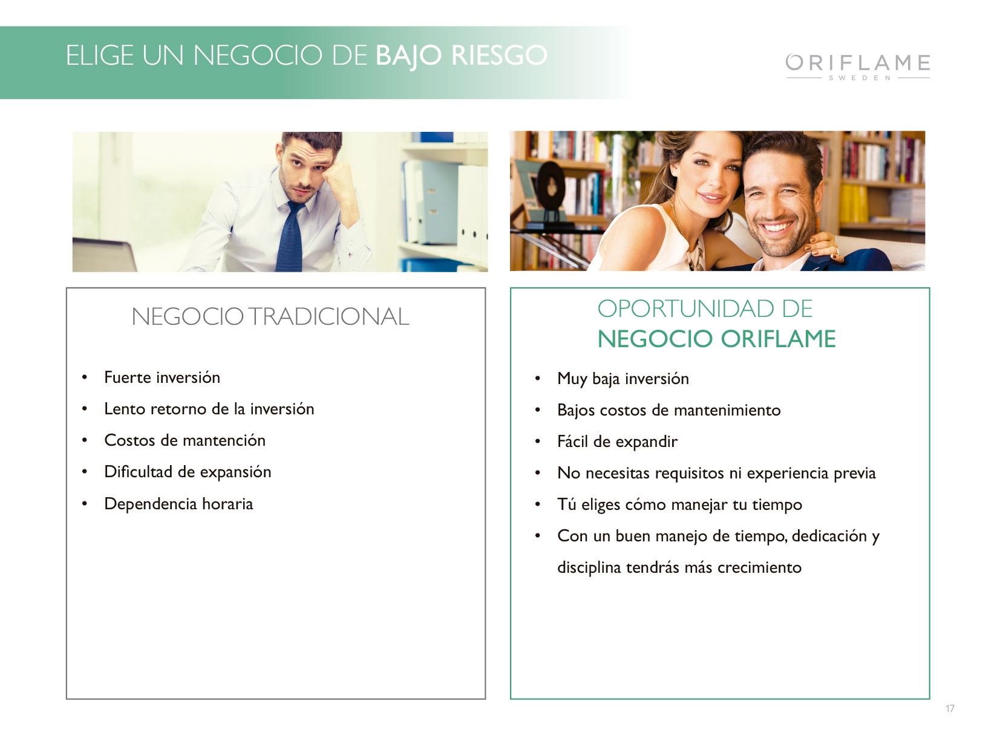 ELIGE UN NEGOCIO DE BAJO RIESGO
ORIFLAME
SWEDEN
NEGOCIO TRADICIONAL
• Fuerte inversión
• Lento retorno de la inversión
• Costos de mantención
• Dificultad de expansión
• Dependencia horaria
OPORTUNIDAD DE
NEGOCIO ORIFLAME
• Muy baja inversión
• Bajos costos de mantenimiento
• Fácil de expandir
• No necesitas requisitos ni experiencia previa
• Tú eliges cómo manejar tu tiempo
• Con un buen manejo de tiempo, dedicación y
disciplina tendrás más crecimiento
17